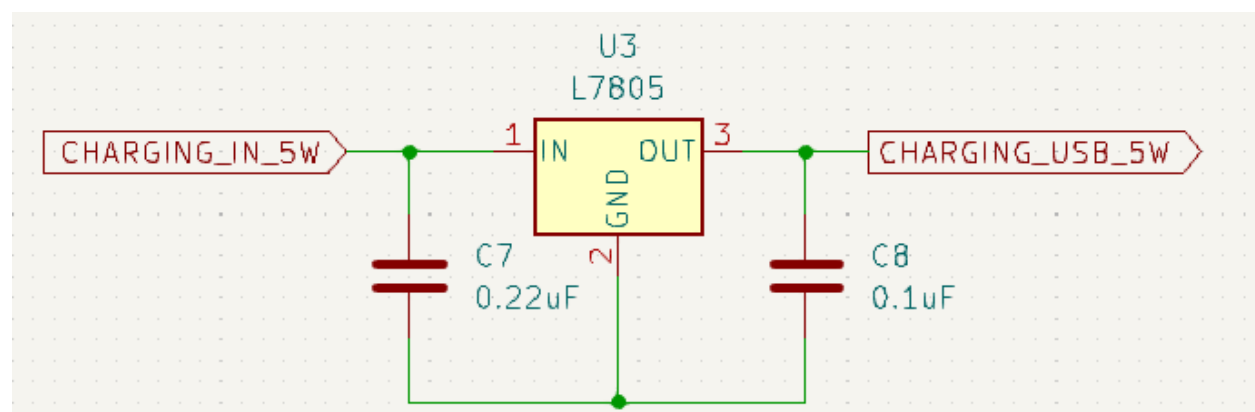 U3
L7805
CHARGING_IN_5W
1
IN
OUT
3
CHARGING_USB_5W
GND
2
C7
0.22uF
C8
0.1uF